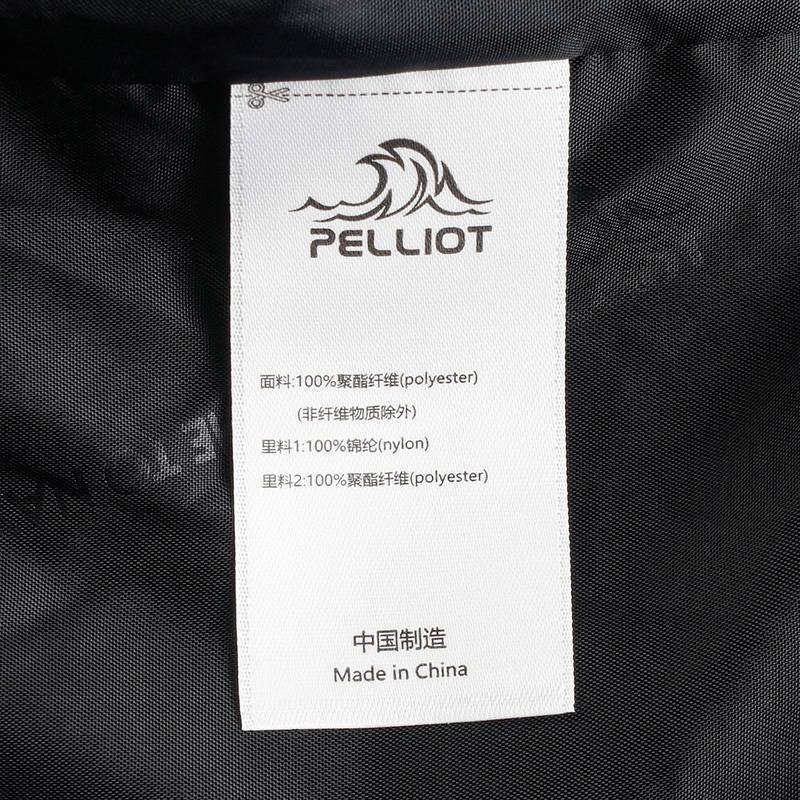 PELLIOT
面料:100%聚酯纤维(polyester)
(非纤维物质除外)
里料1:100%锦纶(nylon)
里料2:100%聚酯纤维(polyester)
中国制造
Made in China